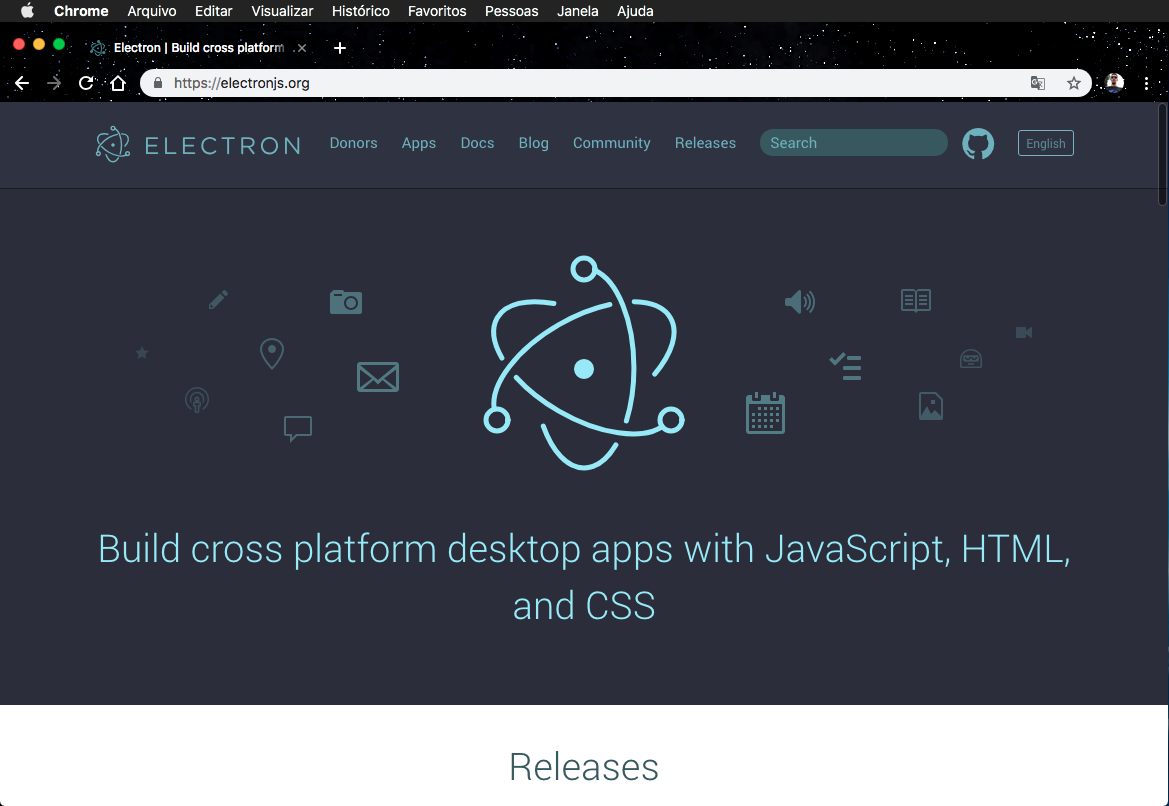 Chrome Arquivo Editar Visualizar Histórico Favoritos Pessoas Janela Ajuda
Electron | Build cross platform
https://electronjs.org
ELECTRON Donors Apps Docs Blog Community Releases Search English
Build cross platform desktop apps with JavaScript, HTML,
and CSS
Releases